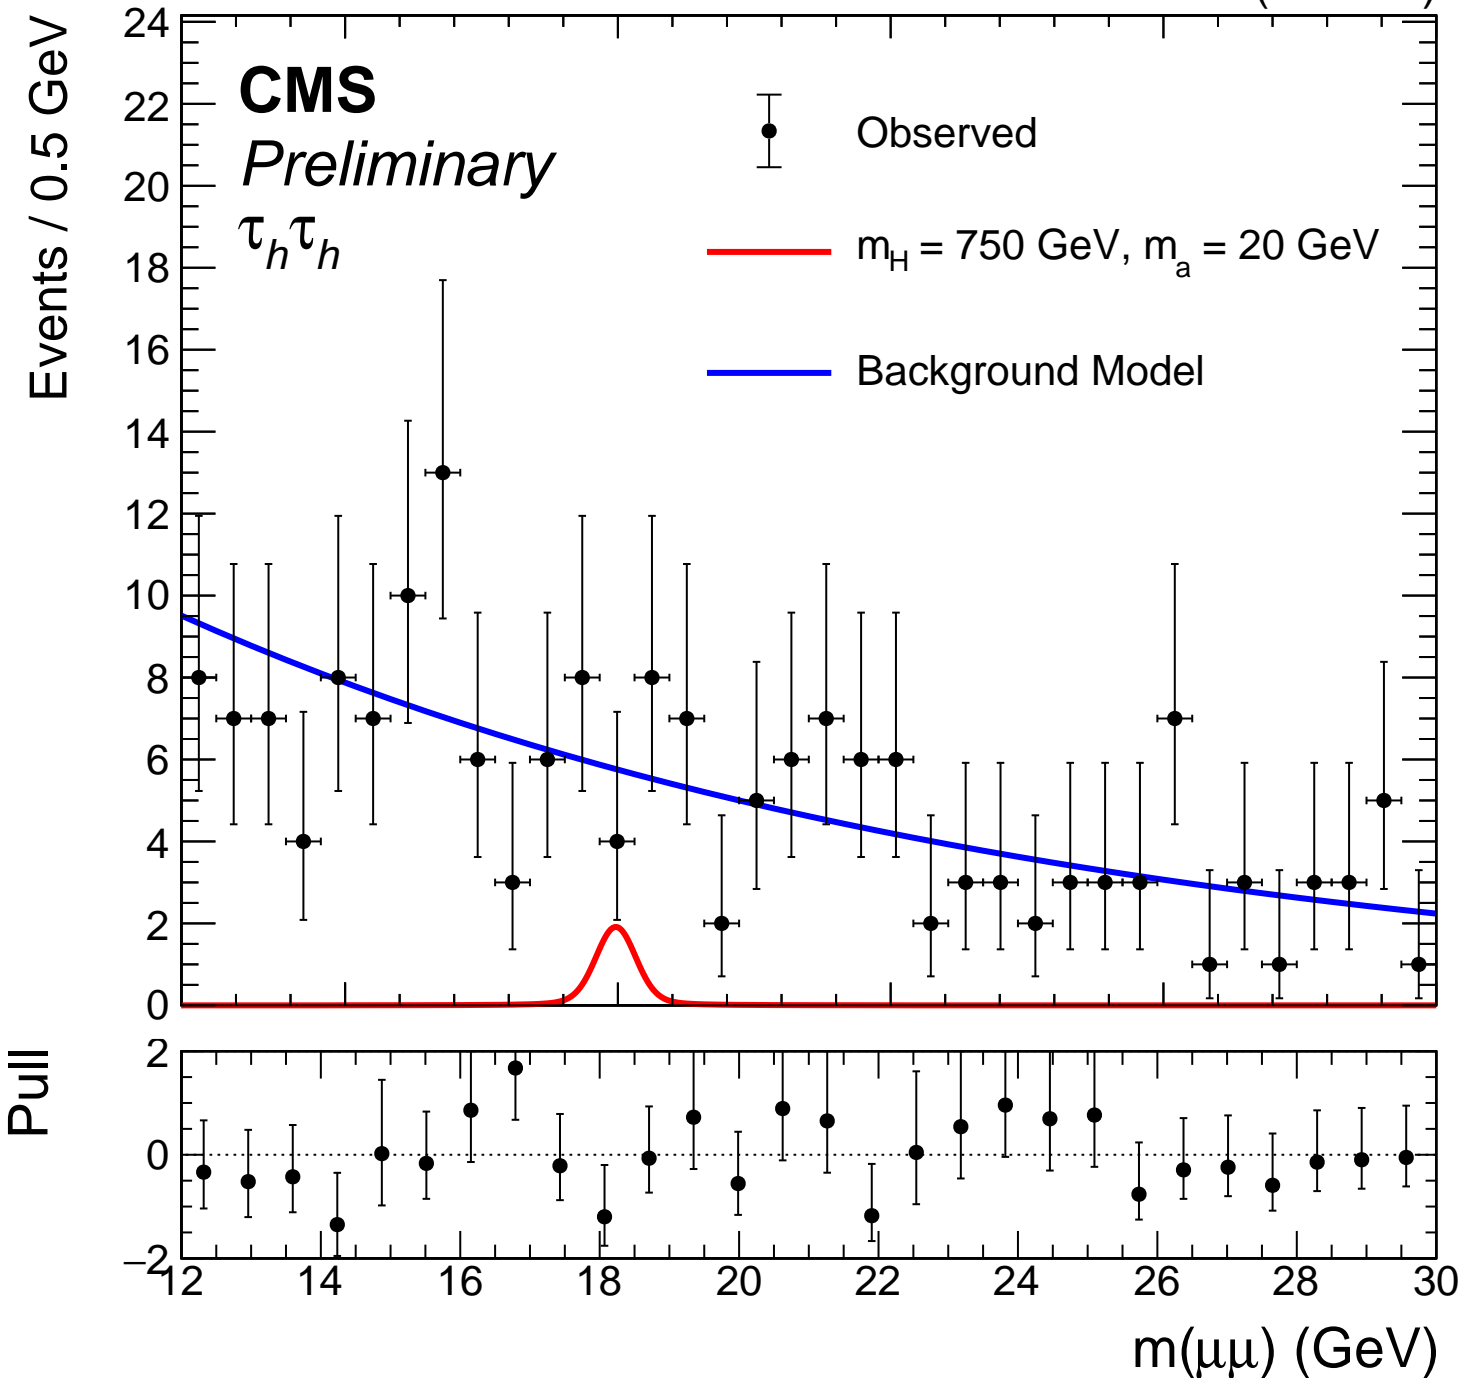 24
22
20
18
16
14
12
10
8
6
4
2
0
Events / 0.5 GeV
CMS
Preliminary
τhτh
Observed
mH = 750 GeV, ma = 20 GeV
Background Model
2
0
−2
Pull
12 14 16 18 20 22 24 26 28 30
m(μμ) (GeV)